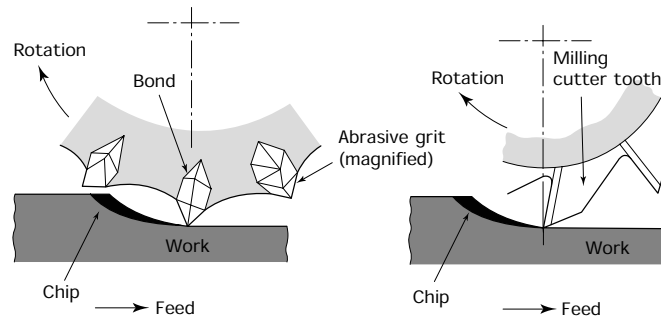 Rotation
Bond
Abrasive grit
(magnified)
Work
Chip
Feed
Rotation
Milling
cutter tooth
Work
Chip
Feed